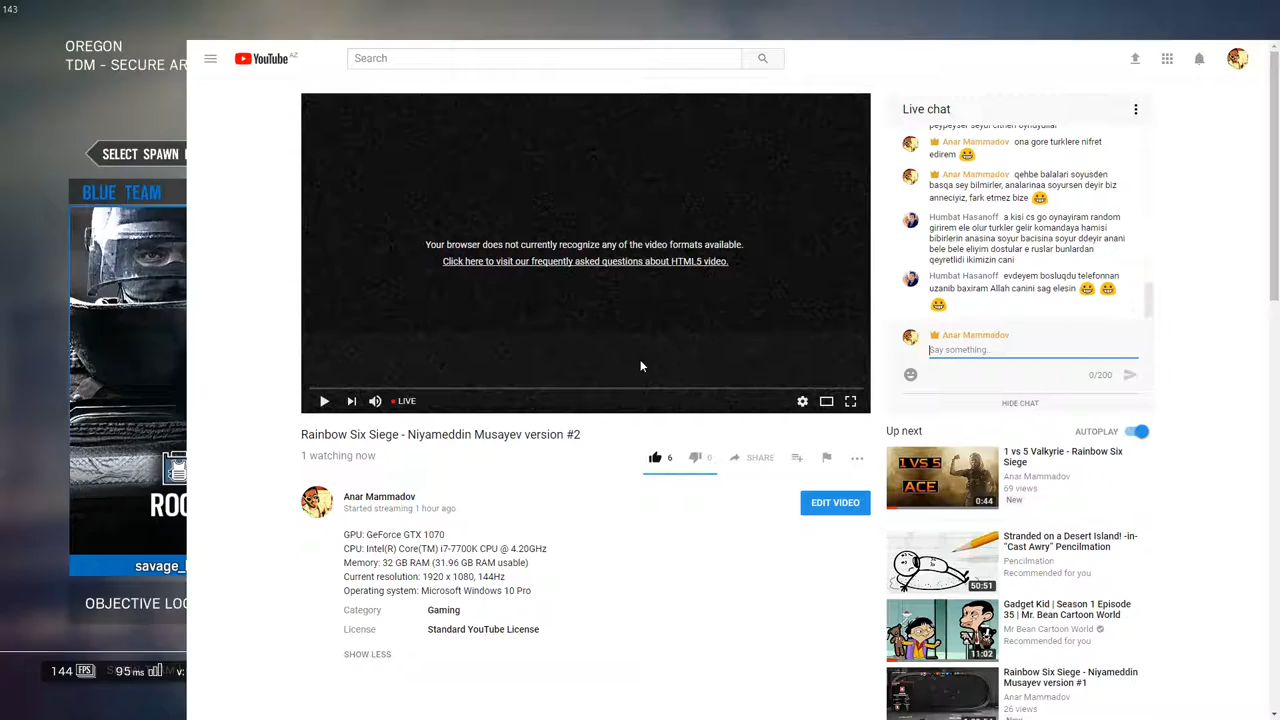 143
OREGON
TDM - SECURE AR
YouTube AZ
Search
SELECT SPAWN
BLUE TEAM
144 FPS 95 ms
OBJECTIVE LOC
Your browser does not currently recognize any of the video formats available.
Click here to visit our frequently asked questions about HTML5 video.
LIVE
Rainbow Six Siege - Niyameddin Musayev version #2
1 watching now
6
0
SHARE
Anar Mammadov
Started streaming 1 hour ago
EDIT VIDEO
GPU: GeForce GTX 1070
CPU: Intel(R) Core(TM) i7-7700K CPU @ 4.20GHz
Memory: 32 GB RAM (31.96 GB RAM usable)
Current resolution: 1920 x 1080, 144Hz
Operating system: Microsoft Windows 10 Pro
Category Gaming
License Standard YouTube License
SHOW LESS
Live chat
peypeyser seydi cithen oynuyullar
Anar Mammadov ona gore turklere nifret
edirem
Anar Mammadov qehbe balalari soyusden
basqa sey bilmirler, analarinaa soyursen deyir biz
anneciyiz, fark etmez bize
Humbat Hasanoff a kisi cs go oynayiram random
girirem ele olur turkler gelir komandaya hamisi
bibirlerin anasina soyur bacisina soyur ddeyir anani
bele bele eliyim dostulari e ruslar bunlardan
qeyretlidi ikimizin cani
Humbat Hasanoff evdeyem bosluqdu telefonnan
uzanib baxiram Allah canini sag elesin
Anar Mammadov
Say something...
0/200
HIDE CHAT
Up next
AUTOPLAY
1 VS 5
ACE
0:44
1 vs 5 Valkyrie - Rainbow Six
Siege
Anar Mammadov
69 views
New
50:51
Stranded on a Desert Island! -in-
"Cast Awry" Pencilmation
Pencilmation
Recommended for you
11:02
Gadget Kid | Season 1 Episode
35 | Mr. Bean Cartoon World
Mr Bean Cartoon World
Recommended for you
Rainbow Six Siege - Niyameddin
Musayev version #1
Anar Mammadov
26 views